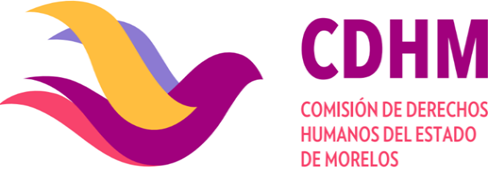 CDHM
COMISIÓN DE DERECHOS
HUMANOS DEL ESTADO
DE MORELOS